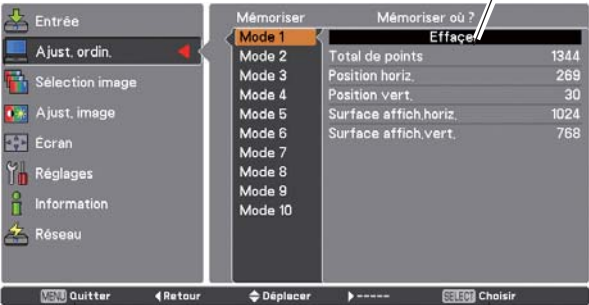 Entrée
Ajust. ordin.
Sélection image
Ajust. image
Écran
Réglages
Information
Réseau
Mémoriser
Mode 1
Mode 2
Mode 3
Mode 4
Mode 5
Mode 6
Mode 7
Mode 8
Mode 9
Mode 10
Mémoriser où ?
Effacer
Total de points 1344
Position horiz. 269
Position vert. 30
Surface affich.horiz. 1024
Surface affich.vert. 768
MENU Quitter Retour Déplacer ----- SELECT Choisir